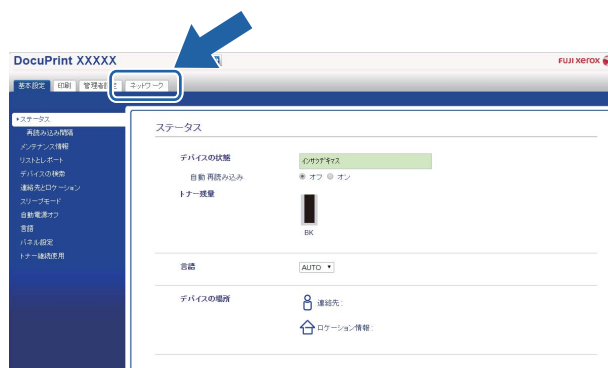 DocuPrint XXXXX
FUJI XEROX
基本設定 印刷 管理者設定 ネットワーク
ステータス
再読み込み間隔
メンテナンス情報
リストとレポート
デバイスの検索
連絡先とロケーション
スリープモード
自動電源オフ
言語
パネル設定
トナー継続使用
ステータス
デバイスの状態 インサツデキマス
自動再読み込み オフ オン
トナー残量
BK
言語 AUTO
デバイスの場所 連絡先:
ロケーション情報: